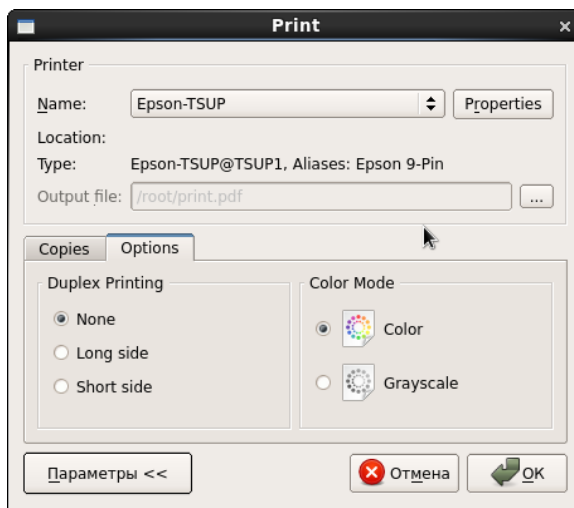 Print
Printer
Name: Epson-TSUP Properties
Location:
Type: Epson-TSUP@TSUP1, Aliases: Epson 9-Pin
Output file: /root/print.pdf ...
Copies Options
Duplex Printing Color Mode
None
Color
Long side
Short side
Grayscale
Параметры << Отмена OK